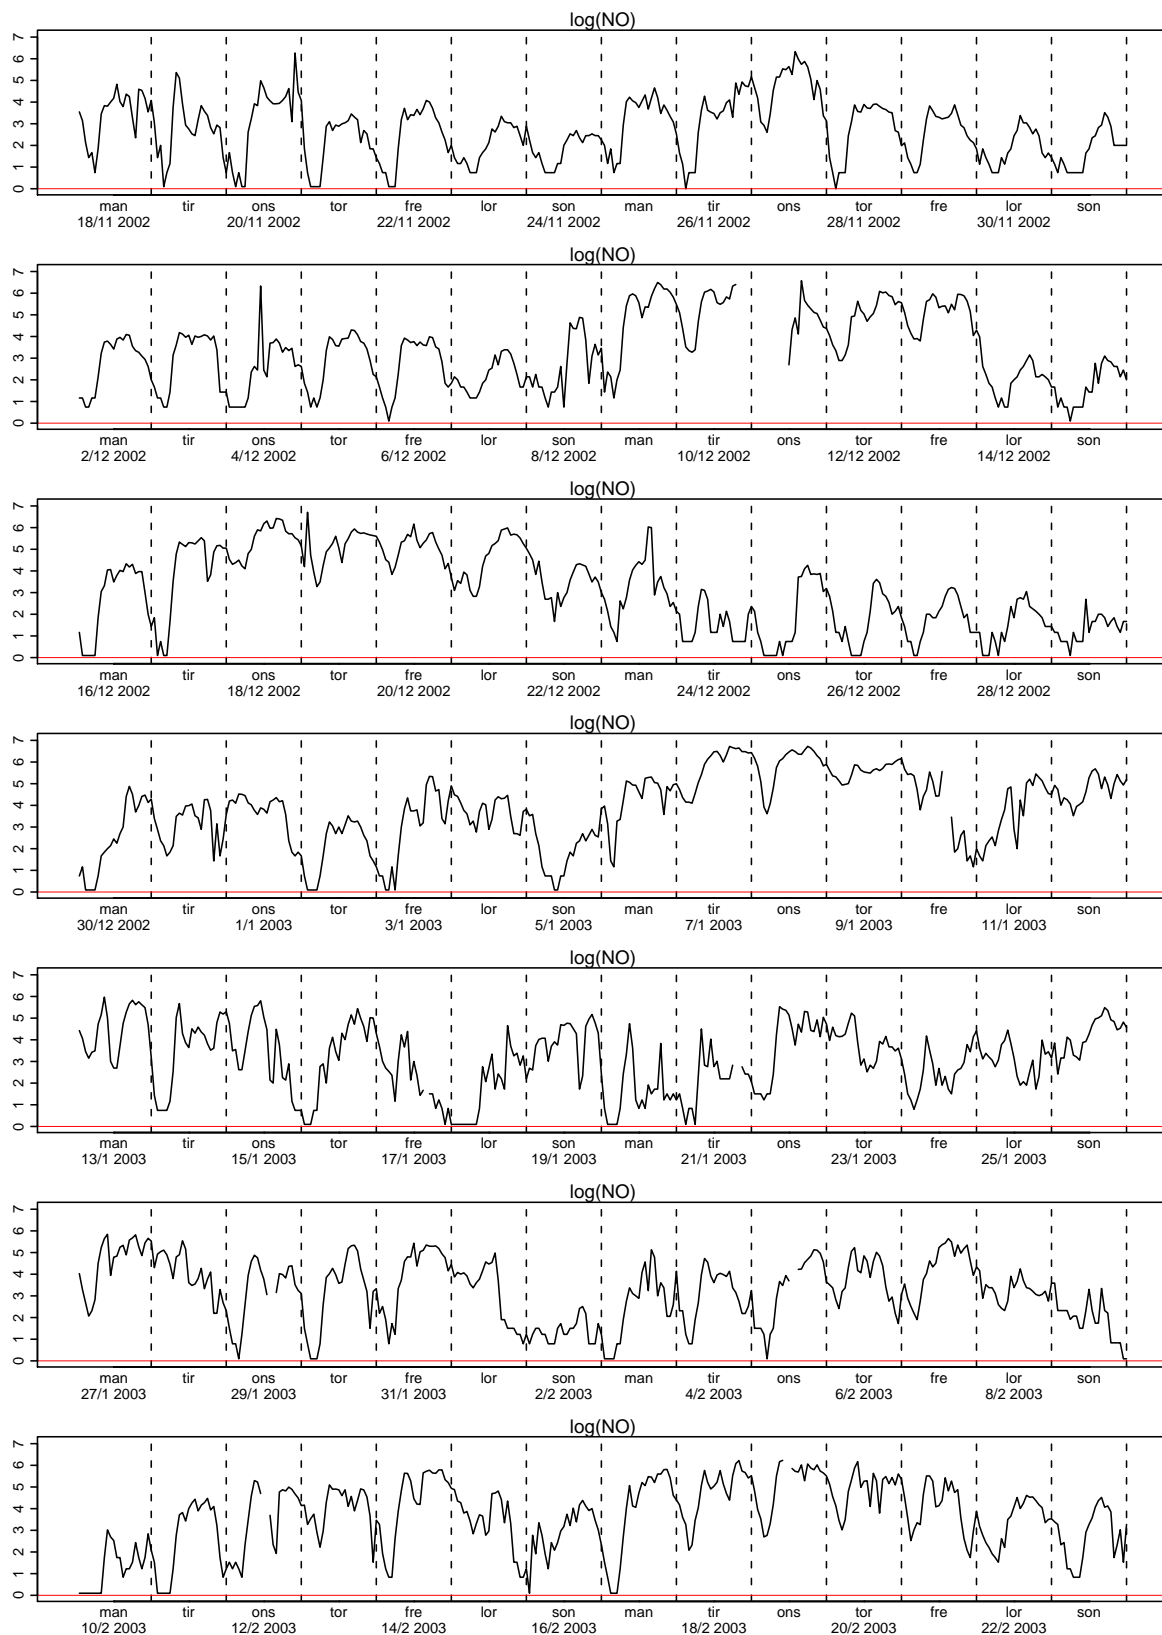 log(NO)
0 1 2 3 4 5 6 7
man tir ons tor fre lor son man tir ons tor fre lor son
18/11 2002 20/11 2002 22/11 2002 24/11 2002 26/11 2002 28/11 2002 30/11 2002
log(NO)
0 1 2 3 4 5 6 7
man tir ons tor fre lor son man tir ons tor fre lor son
2/12 2002 4/12 2002 6/12 2002 8/12 2002 10/12 2002 12/12 2002 14/12 2002
log(NO)
0 1 2 3 4 5 6 7
man tir ons tor fre lor son man tir ons tor fre lor son
16/12 2002 18/12 2002 20/12 2002 22/12 2002 24/12 2002 26/12 2002 28/12 2002
log(NO)
0 1 2 3 4 5 6 7
man tir ons tor fre lor son man tir ons tor fre lor son
30/12 2002 1/1 2003 3/1 2003 5/1 2003 7/1 2003 9/1 2003 11/1 2003
log(NO)
0 1 2 3 4 5 6 7
man tir ons tor fre lor son man tir ons tor fre lor son
13/1 2003 15/1 2003 17/1 2003 19/1 2003 21/1 2003 23/1 2003 25/1 2003
log(NO)
0 1 2 3 4 5 6 7
man tir ons tor fre lor son man tir ons tor fre lor son
27/1 2003 29/1 2003 31/1 2003 2/2 2003 4/2 2003 6/2 2003 8/2 2003
log(NO)
0 1 2 3 4 5 6 7
man tir ons tor fre lor son man tir ons tor fre lor son
10/2 2003 12/2 2003 14/2 2003 16/2 2003 18/2 2003 20/2 2003 22/2 2003